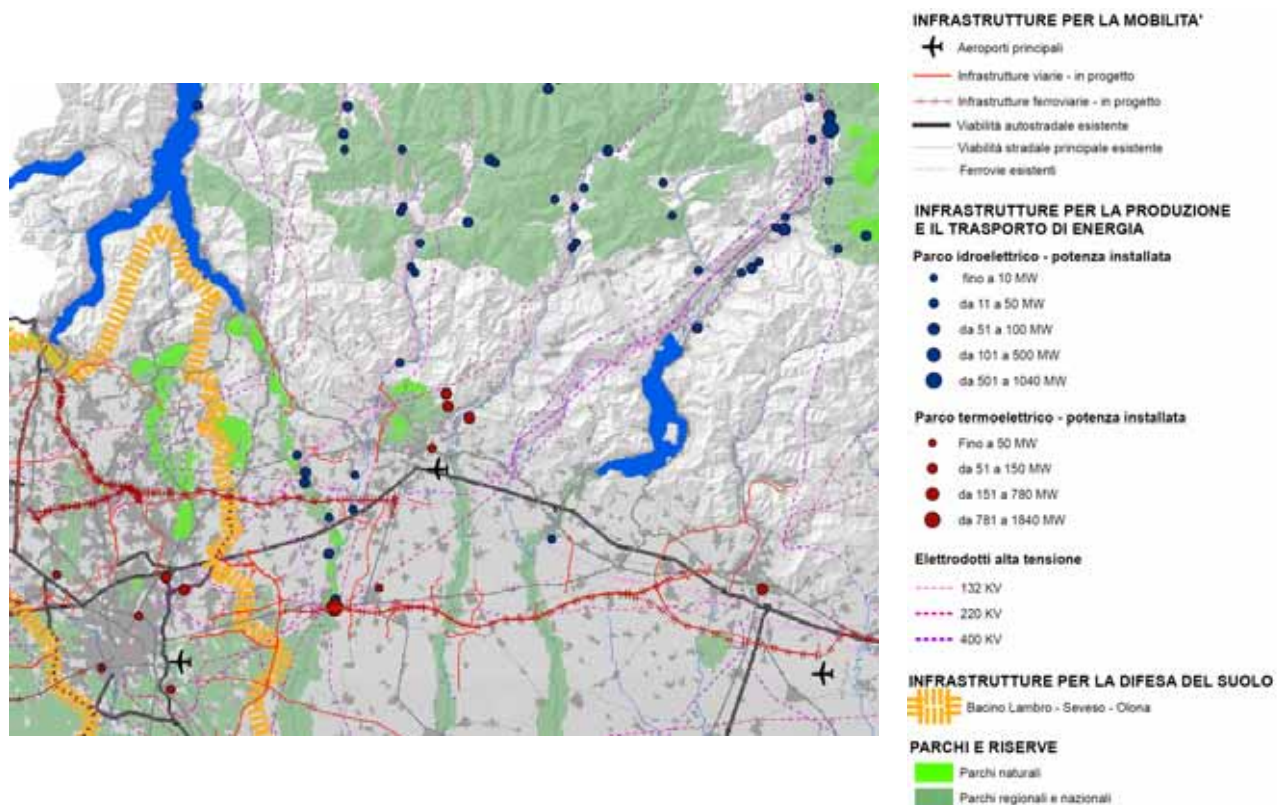 INFRASTRUTTURE PER LA MOBILITA'
Aeroporti principali
Infrastrutture viarie - in progetto
Infrastrutture ferroviarie - in progetto
Viabilità autostradale esistente
Viabilità stradale principale esistente
Ferrovie esistenti
INFRASTRUTTURE PER LA PRODUZIONE
E IL TRASPORTO DI ENERGIA
Parco idroelettrico - potenza installata
fino a 10 MW
da 11 a 50 MW
da 51 a 100 MW
da 101 a 500 MW
da 501 a 1040 MW
Parco termoelettrico - potenza installata
Fino a 50 MW
da 51 a 150 MW
da 151 a 780 MW
da 781 a 1840 MW
Elettrodotti alta tensione
132 KV
220 KV
400 KV
INFRASTRUTTURE PER LA DIFESA DEL SUOLO
Bacino Lambro - Seveso - Olona
PARCHI E RISERVE
Parchi naturali
Parchi regionali e nazionali